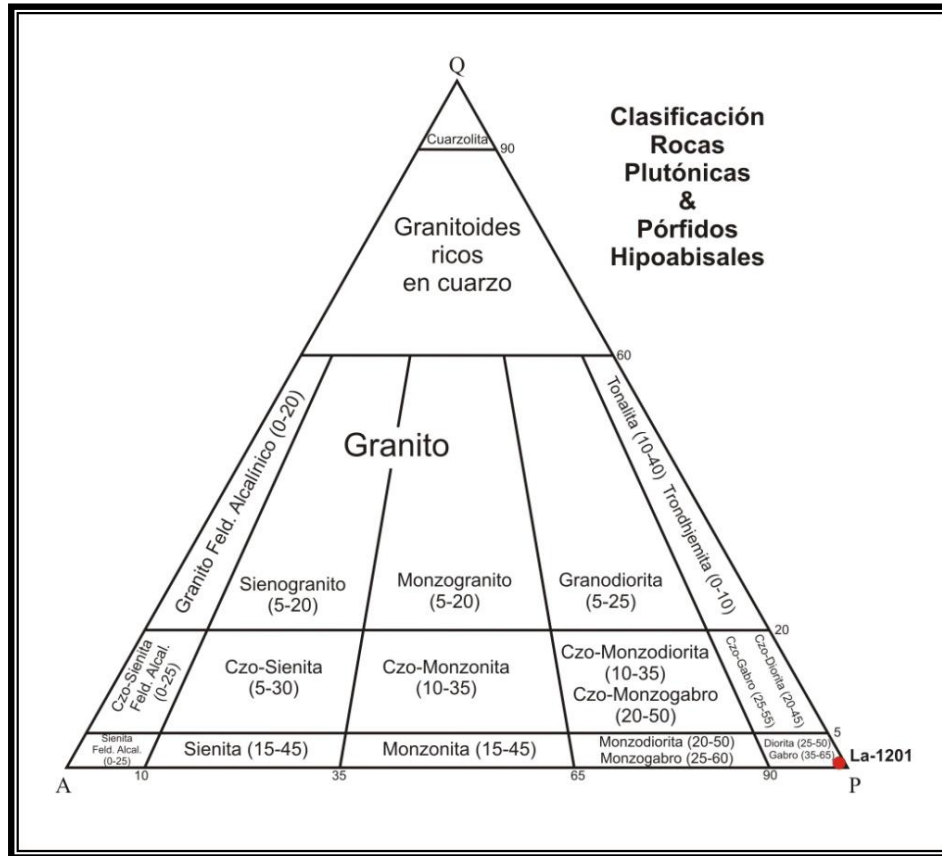 Q
Clasificación
Rocas
Plutónicas
&
Pórfidos
Hipoabisales
Cuarzolita
90
Granitoides
ricos
en cuarzo
60
Granito Feld. Alcalínico (0-20)
Granito
Tonalita (10-40)
Trondhjemita (0-10)
Sienogranito
(5-20)
Monzogranito
(5-20)
Granodiorita
(5-25)
20
Czo-Sienita
Feld. Alcal.
(0-25)
Czo-Sienita
(5-30)
Czo-Monzonita
(10-35)
Czo-Monzodiorita
(10-35)
Czo-Monzogabro
(20-50)
Czo-Gabro (25-55)
Czo-Diorita (20-45)
5
Sienita
Feld. Alcal.
(0-25)
Sienita (15-45)
Monzonita (15-45)
Monzodiorita (20-50)
Monzogabro (25-60)
Diorita (25-50)
Gabro (35-65)
La-1201
A
10
35
65
90
P